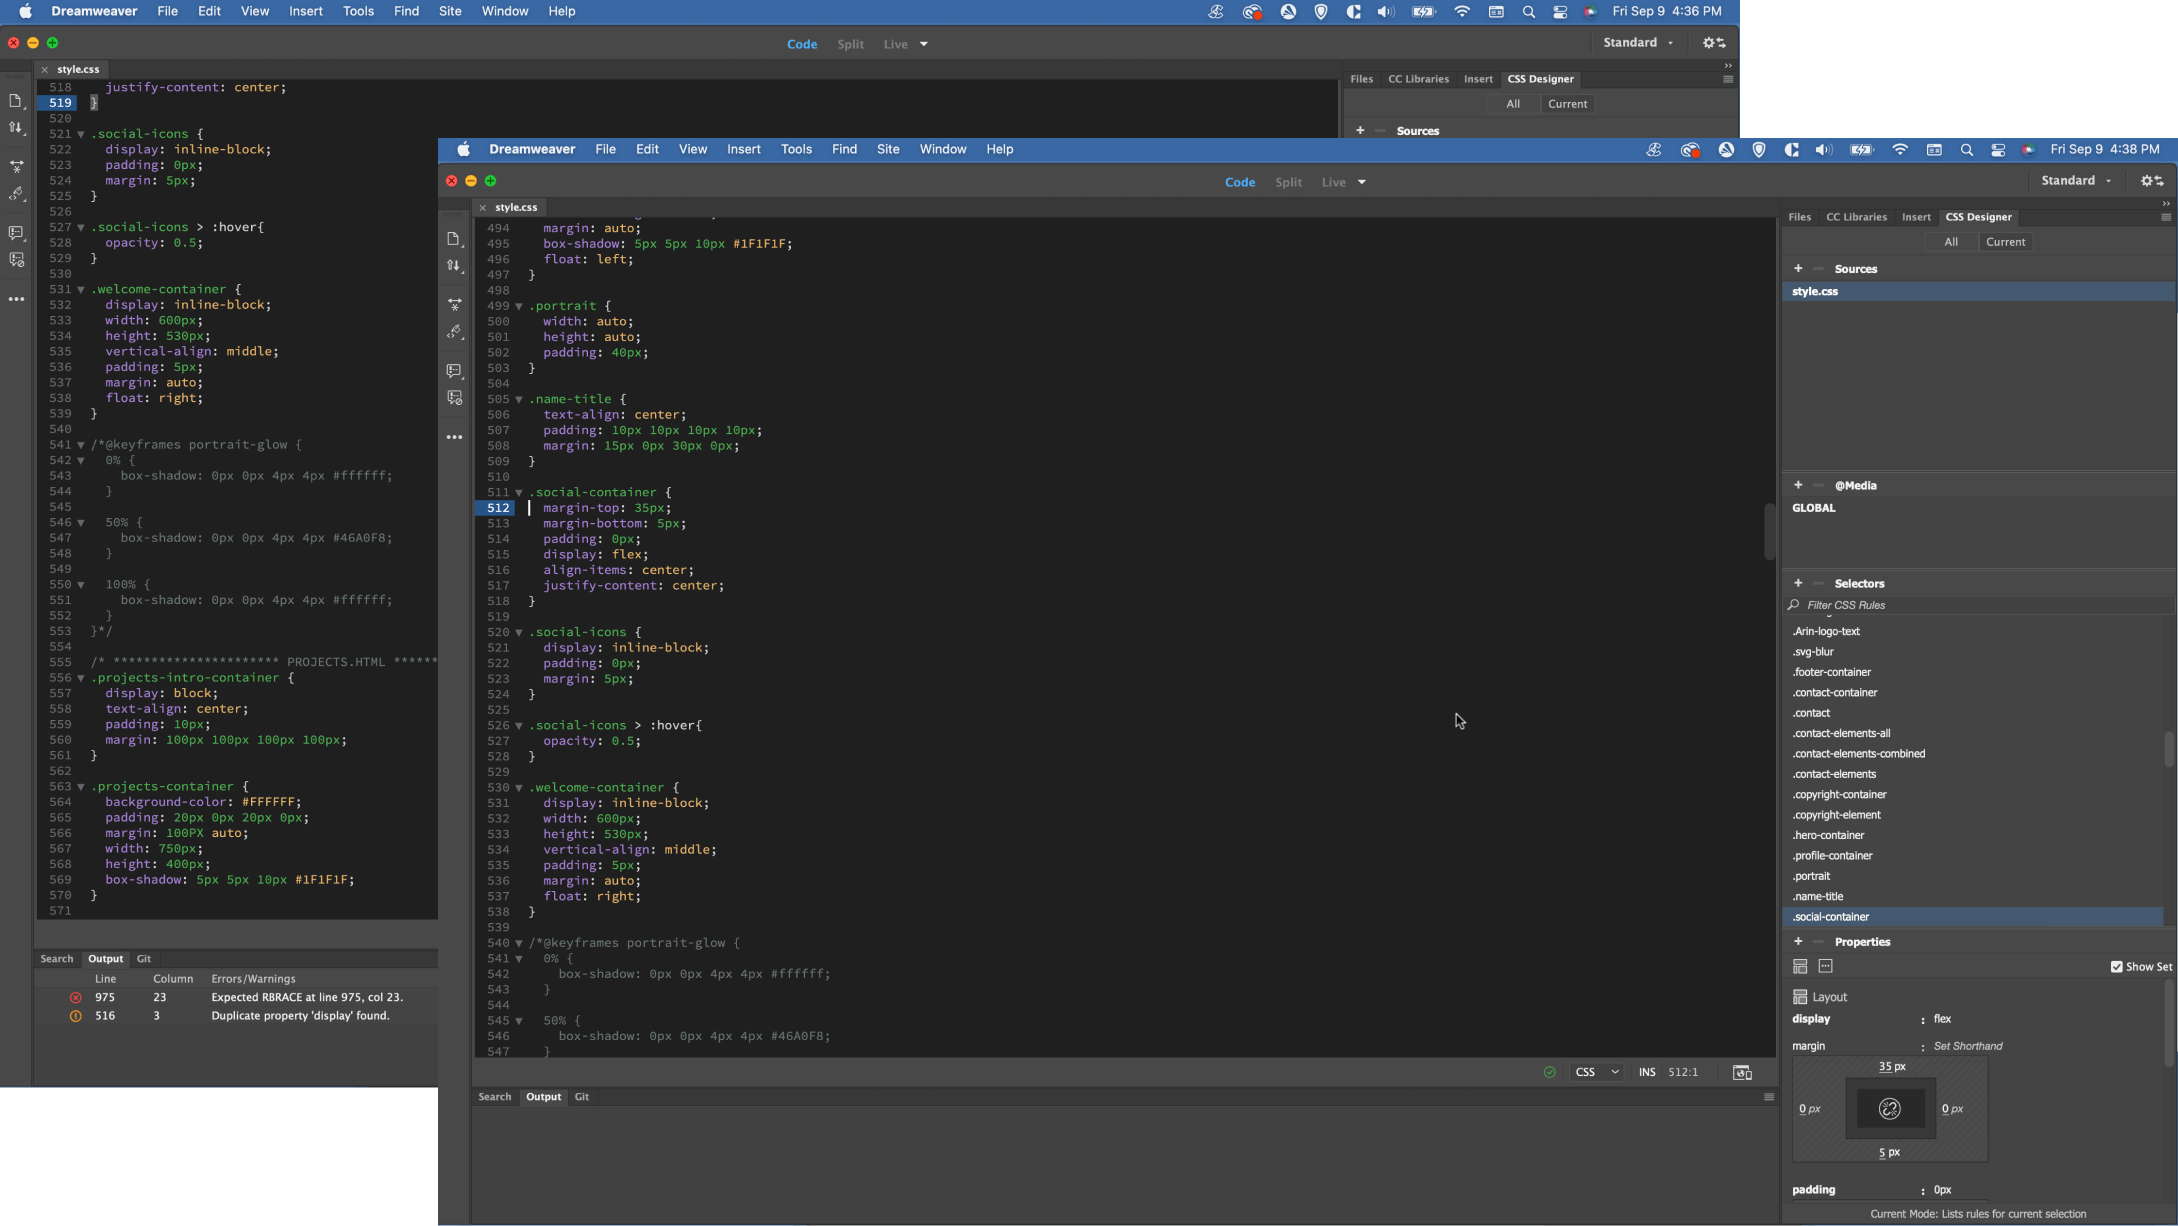 Dreamweaver File Edit View Insert Tools Find Site Window Help Fri Sep 9 4:36 PM
Code Split Live Standard
style.css
Files CC Libraries Insert CSS Designer
All Current
+ Sources
518 justify-content: center;
519 }
520
521 .social-icons {
522 display: inline-block;
523 padding: 0px;
524 margin: 5px;
525 }
526
527 .social-icons > :hover{
528 opacity: 0.5;
529 }
530
531 .welcome-container {
532 display: inline-block;
533 width: 600px;
534 height: 530px;
535 vertical-align: middle;
536 padding: 5px;
537 margin: auto;
538 float: right;
539 }
540
541 /*@keyframes portrait-glow {
542 0% {
543 box-shadow: 0px 0px 4px 4px #ffffff;
544 }
545
546 50% {
547 box-shadow: 0px 0px 4px 4px #46A0F8;
548 }
549
550 100% {
551 box-shadow: 0px 0px 4px 4px #ffffff;
552 }
553 }*/
554
555 /* ********************** PROJECTS.HTML ******
556 .projects-intro-container {
557 display: block;
558 text-align: center;
559 padding: 10px;
560 margin: 100px 100px 100px 100px;
561 }
562
563 .projects-container {
564 background-color: #FFFFFF;
565 padding: 20px 0px 20px 0px;
566 margin: 100PX auto;
567 width: 750px;
568 height: 400px;
569 box-shadow: 5px 5px 10px #1F1F1F;
570 }
571
Search Output Git
Line Column Errors/Warnings
975 23 Expected RBRACE at line 975, col 23.
516 3 Duplicate property 'display' found.
Dreamweaver File Edit View Insert Tools Find Site Window Help Fri Sep 9 4:38 PM
Code Split Live Standard
style.css
494 margin: auto;
495 box-shadow: 5px 5px 10px #1F1F1F;
496 float: left;
497 }
498
499 .portrait {
500 width: auto;
501 height: auto;
502 padding: 40px;
503 }
504
505 .name-title {
506 text-align: center;
507 padding: 10px 10px 10px 10px;
508 margin: 15px 0px 30px 0px;
509 }
510
511 .social-container {
512 margin-top: 35px;
513 margin-bottom: 5px;
514 padding: 0px;
515 display: flex;
516 align-items: center;
517 justify-content: center;
518 }
519
520 .social-icons {
521 display: inline-block;
522 padding: 0px;
523 margin: 5px;
524 }
525
526 .social-icons > :hover{
527 opacity: 0.5;
528 }
529
530 .welcome-container {
531 display: inline-block;
532 width: 600px;
533 height: 530px;
534 vertical-align: middle;
535 padding: 5px;
536 margin: auto;
537 float: right;
538 }
539
540 /*@keyframes portrait-glow {
541 0% {
542 box-shadow: 0px 0px 4px 4px #ffffff;
543 }
544
545 50% {
546 box-shadow: 0px 0px 4px 4px #46A0F8;
547 }
CSS INS 512:1
Search Output Git
Files CC Libraries Insert CSS Designer
All Current
+ Sources
style.css
+ @Media
GLOBAL
+ Selectors
Filter CSS Rules
.Arin-logo-text
.svg-blur
.footer-container
.contact-container
.contact
.contact-elements-all
.contact-elements-combined
.contact-elements
.copyright-container
.copyright-element
.hero-container
.profile-container
.portrait
.name-title
.social-container
+ Properties
Show Set
Layout
display : flex
margin : Set Shorthand
35 px
0 px 0 px
5 px
padding : 0px
Current Mode: Lists rules for current selection